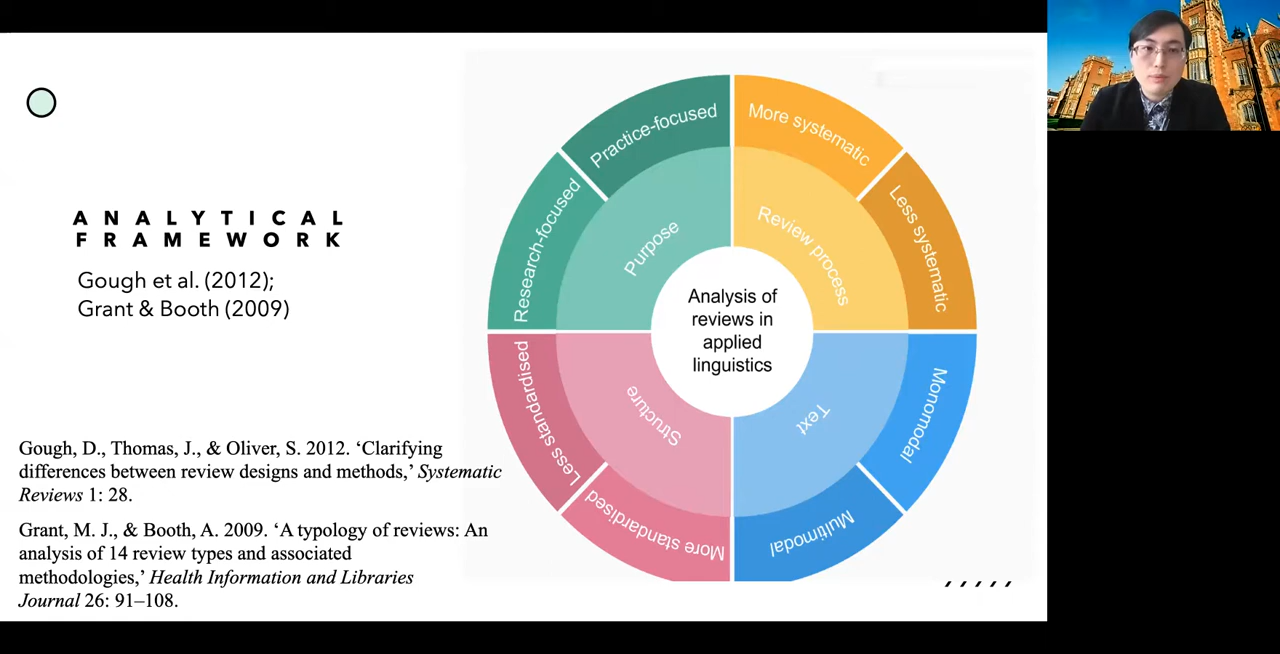 ANALYTICAL
FRAMEWORK
Gough et al. (2012);
Grant & Booth (2009)
Gough, D., Thomas, J., & Oliver, S. 2012. ‘Clarifying
differences between review designs and methods,’ Systematic
Reviews 1: 28.
Grant, M. J., & Booth, A. 2009. ‘A typology of reviews: An
analysis of 14 review types and associated
methodologies,’ Health Information and Libraries
Journal 26: 91–108.
Analysis of
reviews in
applied
linguistics
Purpose
Research-focused
Practice-focused
Review process
More systematic
Less systematic
Text
Monomodal
Multimodal
Structure
More standardised
Less standardised